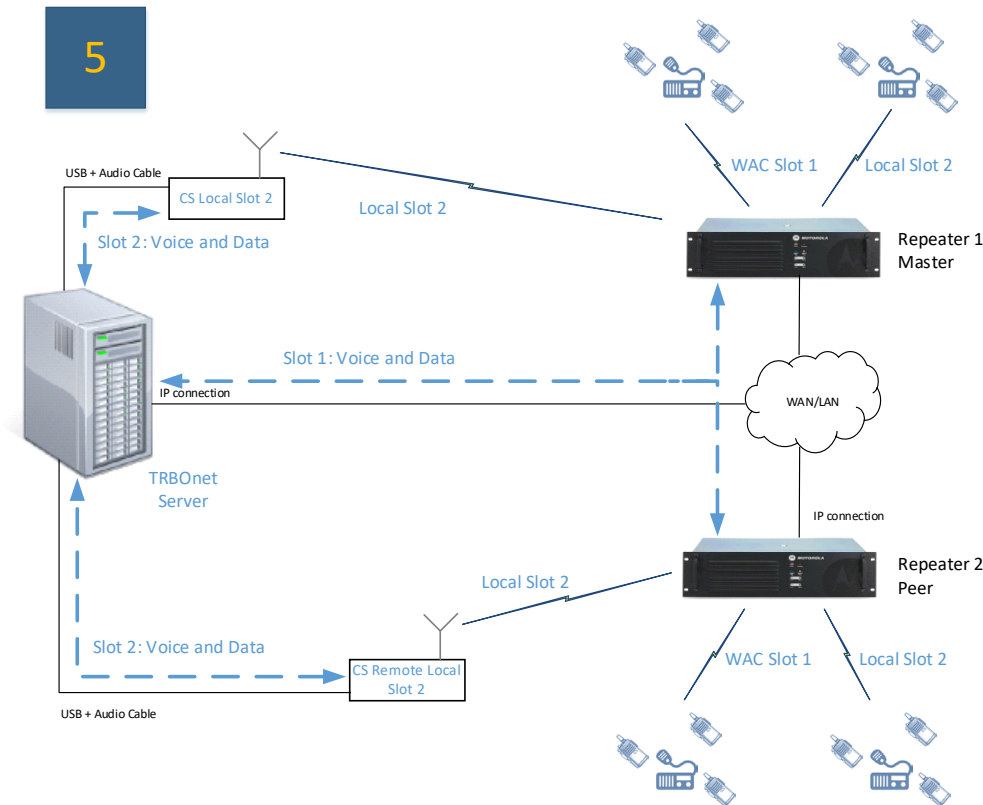 5
USB + Audio Cable
CS Local Slot 2
Local Slot 2
Slot 2: Voice and Data
WAC Slot 1
Local Slot 2
MOTOROLA
Repeater 1
Master
Slot 1: Voice and Data
IP connection
WAN/LAN
TRBOnet
Server
IP connection
MOTOROLA
Repeater 2
Peer
Local Slot 2
Slot 2: Voice and Data
CS Remote Local
Slot 2
USB + Audio Cable
WAC Slot 1
Local Slot 2